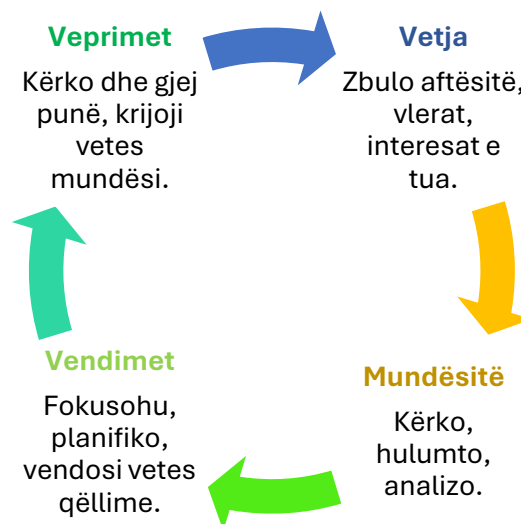 Veprimet
Kërko dhe gjej
punë, krijoji
vetes
mundësi.
Vetja
Zbulo aftësitë,
vlerat,
interesat e
tua.
Mundësitë
Kërko,
hulumto,
analizo.
Vendimet
Fokusohu,
planifiko,
vendosi vetes
qëllime.